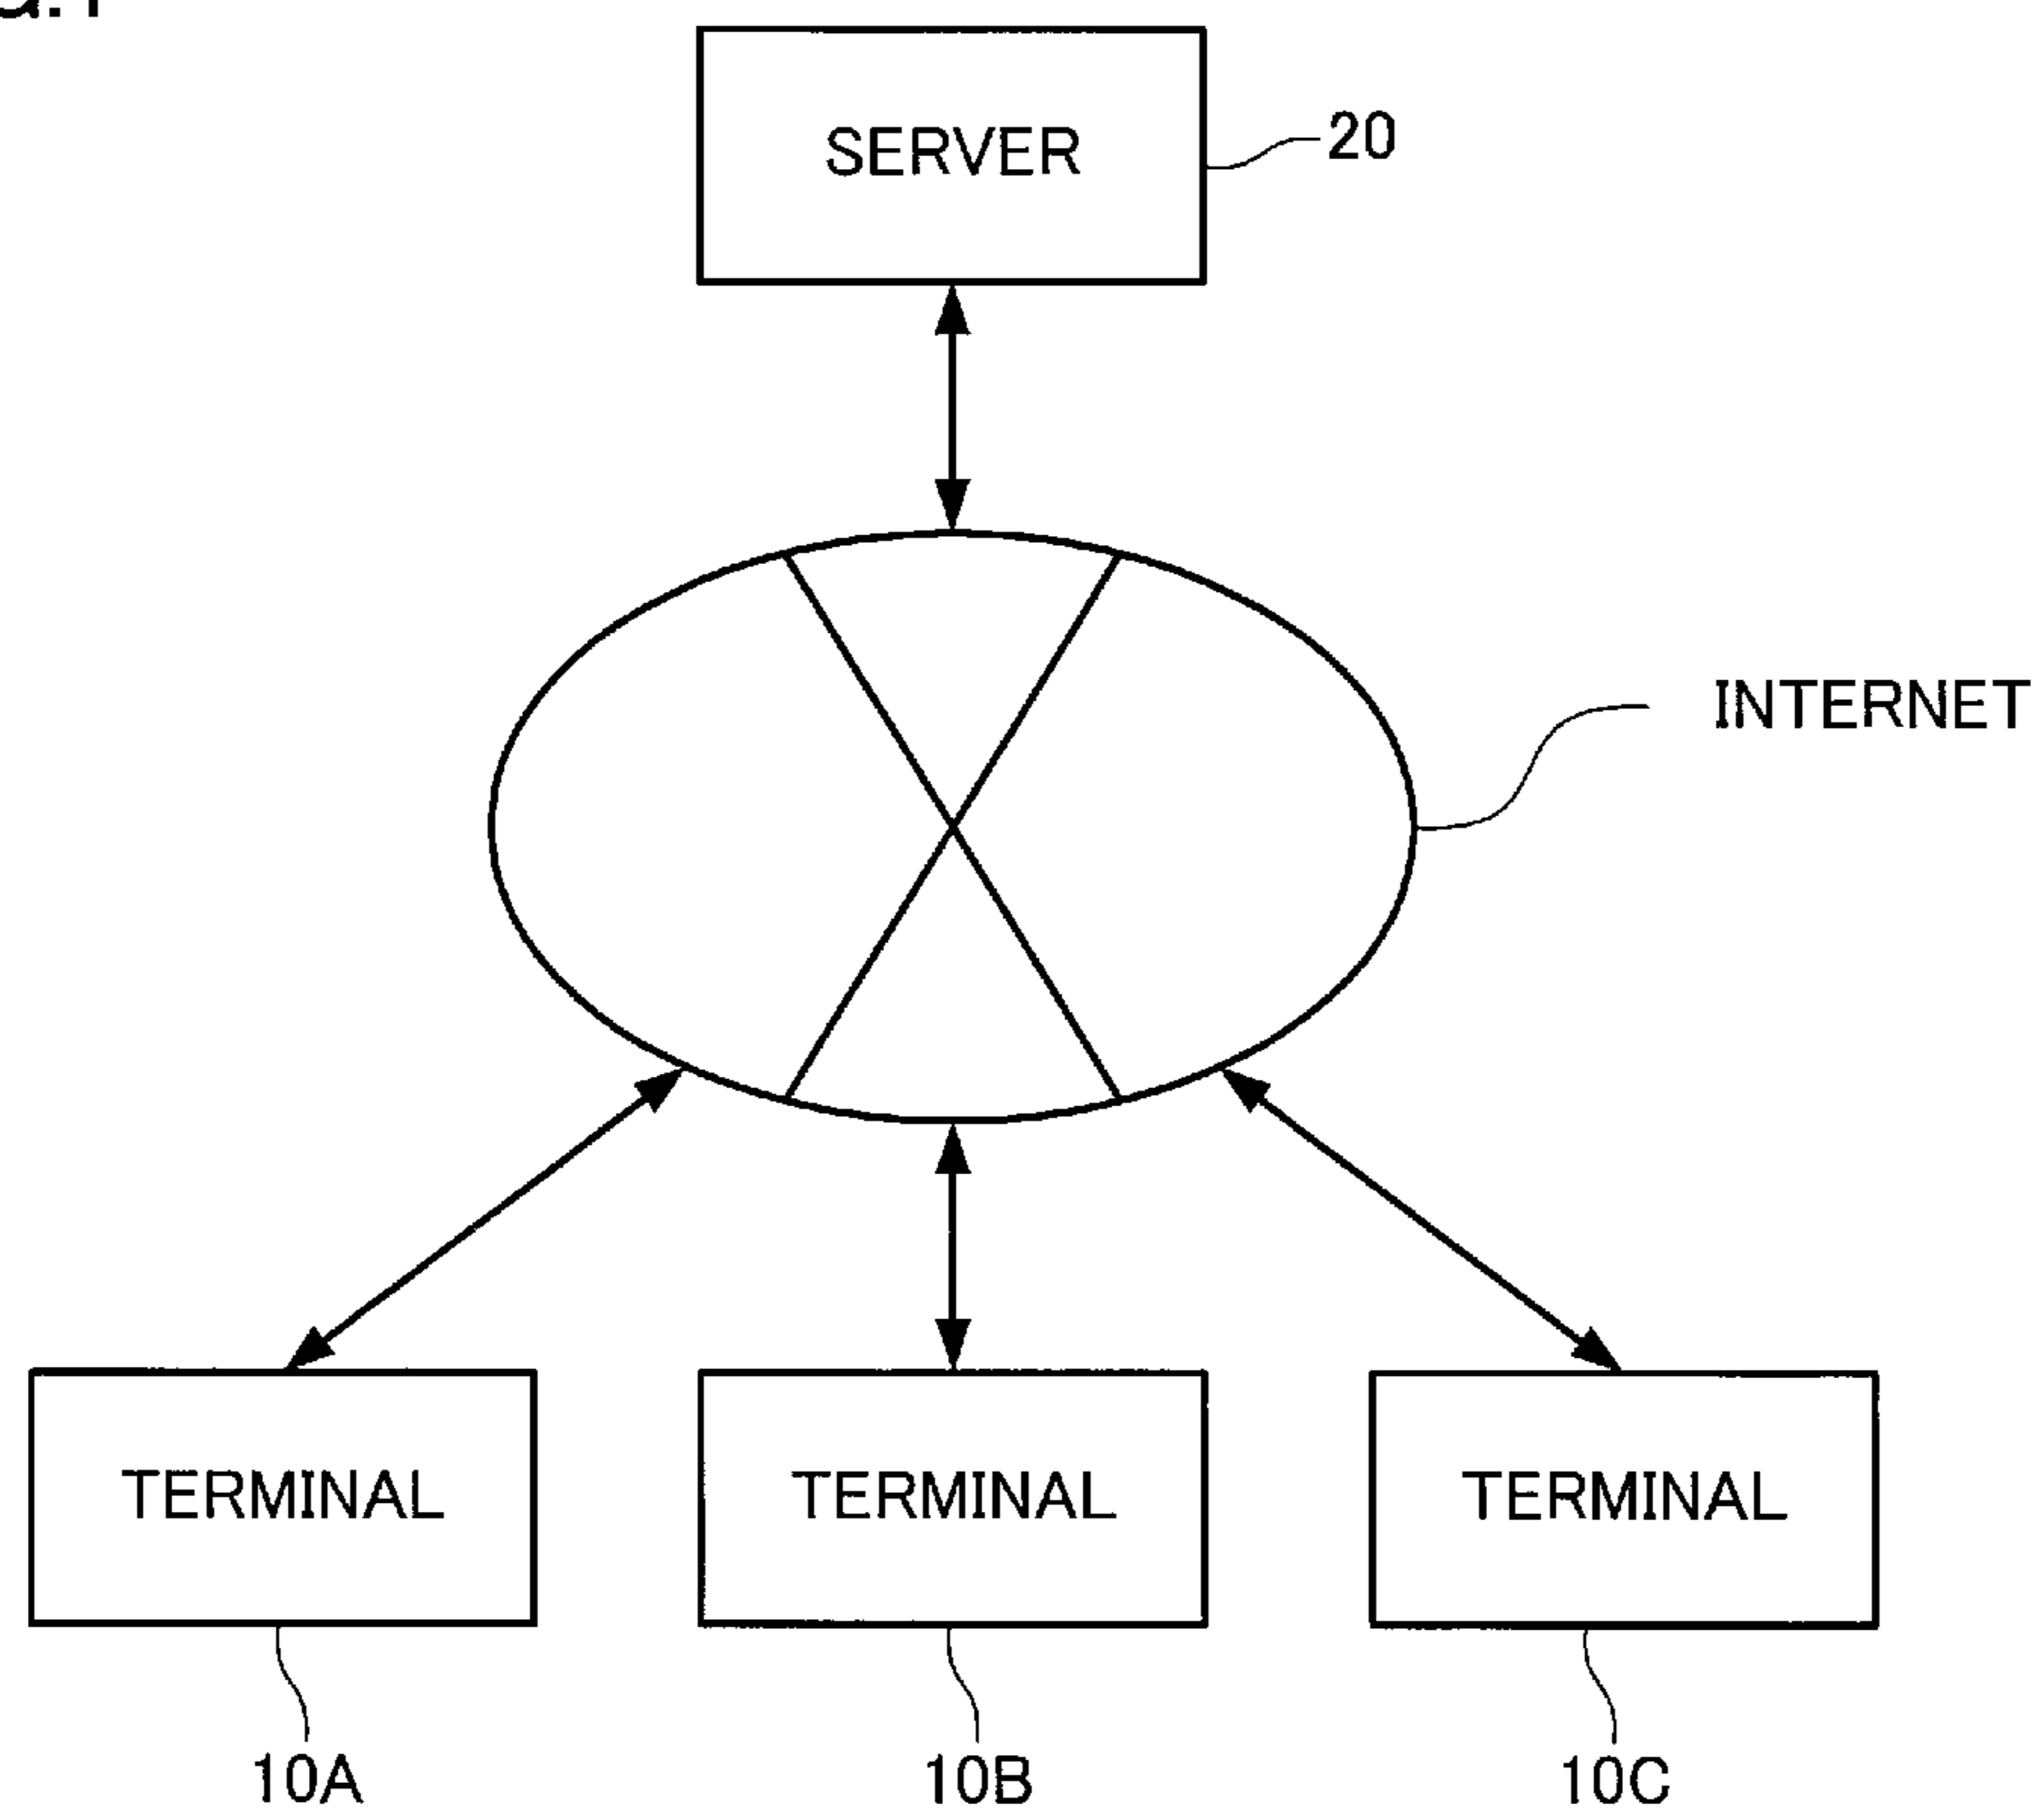 SERVER
20
INTERNET
TERMINAL
TERMINAL
TERMINAL
10A
10B
10C